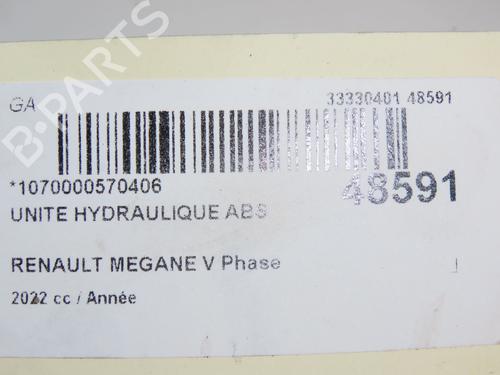 GA
33330401 48591
*1070000570406
48591
UNITE HYDRAULIQUE ABS
RENAULT MEGANE V Phase
2022 cc / Année
B-PARTS